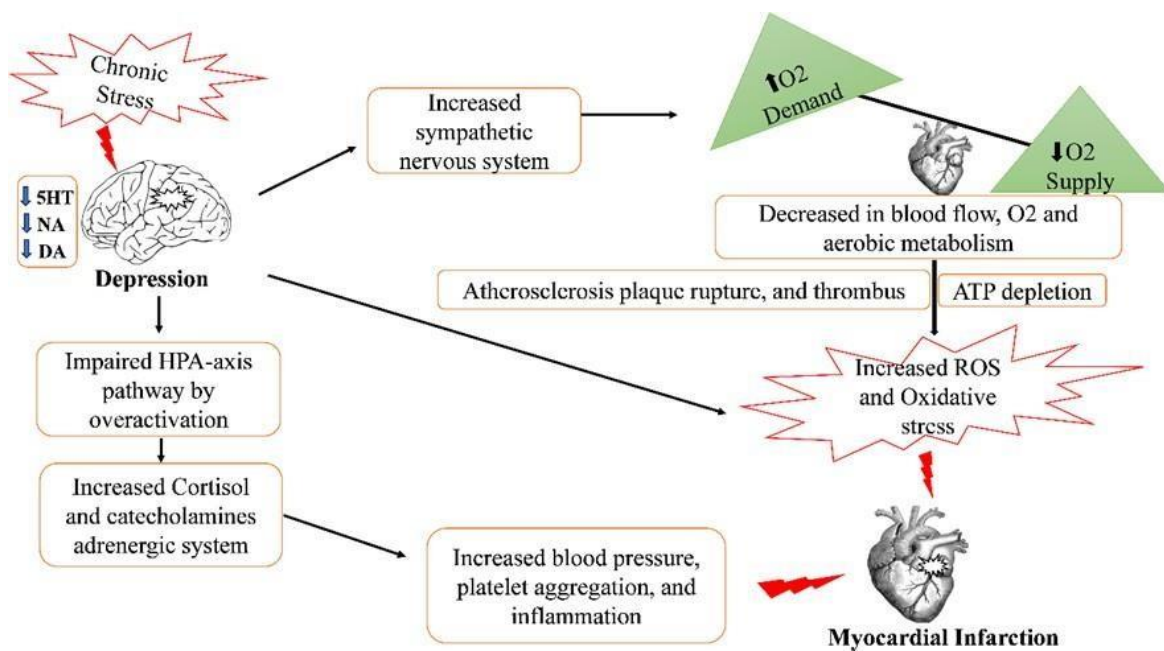 Chronic
Stress
⬇ 5HT
⬇ NA
⬇ DA
Depression
Increased
sympathetic
nervous system
⬆O2
Demand
⬇O2
Supply
Decreased in blood flow, O2 and
aerobic metabolism
Atherosclerosis plaque rupture, and thrombus
ATP depletion
Impaired HPA-axis
pathway by
overactivation
Increased ROS
and Oxidative
stress
Increased Cortisol
and catecholamines
adrenergic system
Increased blood pressure,
platelet aggregation, and
inflammation
Myocardial Infarction